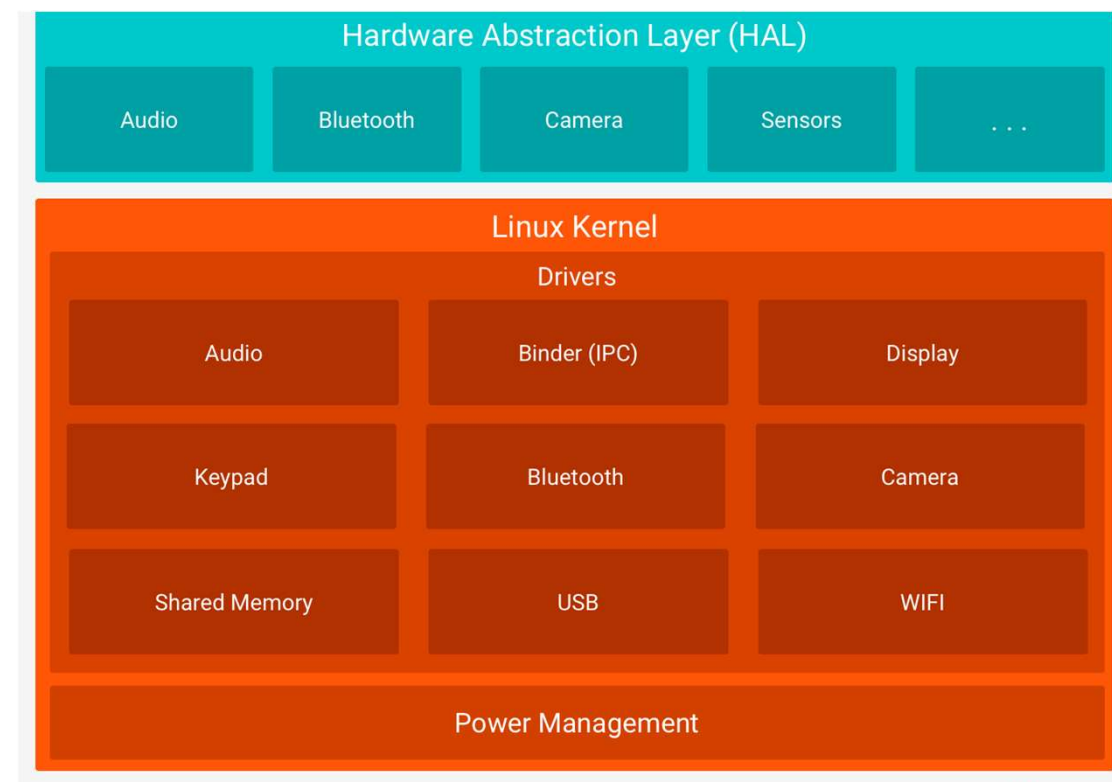 Hardware Abstraction Layer (HAL)
Audio
Bluetooth
Camera
Sensors
. . .
Linux Kernel
Drivers
Audio
Binder (IPC)
Display
Keypad
Bluetooth
Camera
Shared Memory
USB
WIFI
Power Management